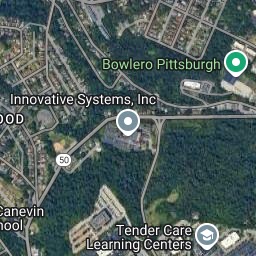 Bowlero Pittsburgh
Innovative Systems, Inc
OOD
50
Canevin
hool
Tender Care
Learning Centers